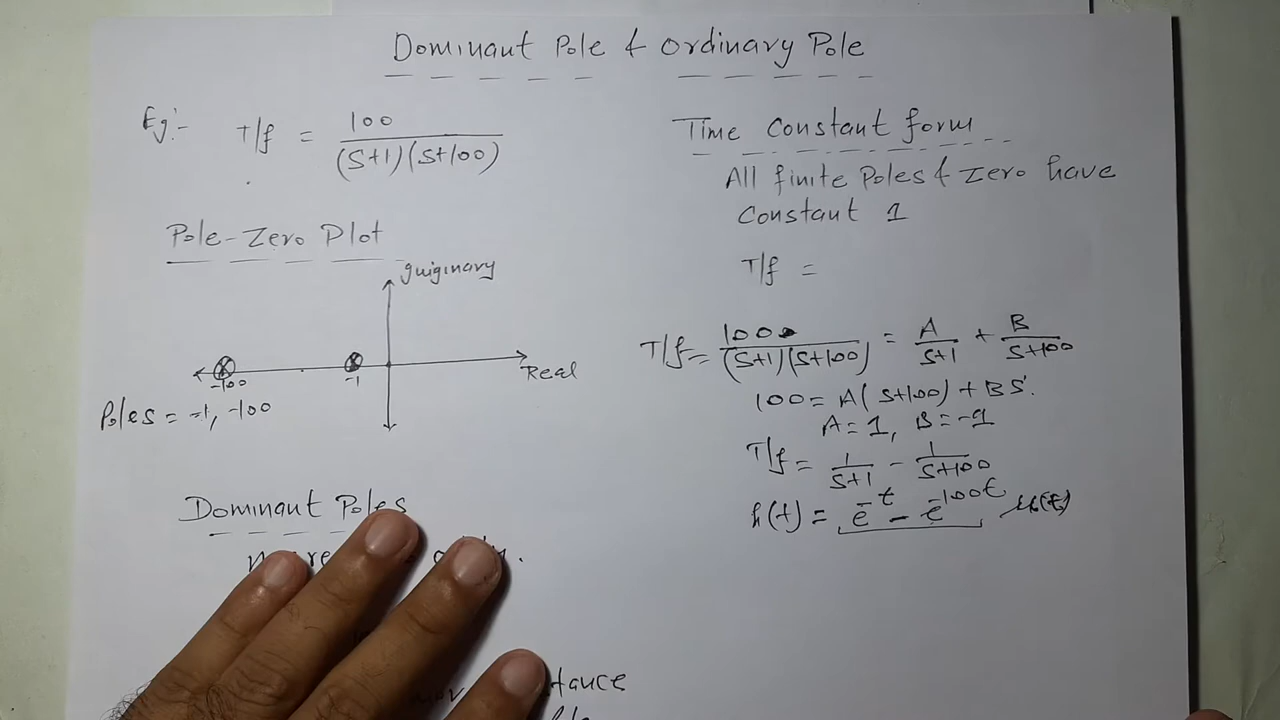 Dominant Pole & Ordinary Pole
Eg:- T/f = 100 / (S+1)(S+100)
Pole-Zero Plot
Real
-100
-1
Poles = -1, -100
Dominant Poles
Time Constant form
All finite Poles & Zero have
Constant 1
T/f =
T/f = 100 / (S+1)(S+100) = A / S+1 + B / S+100
100 = A(S+100) + BS
A = 1, B = -1
T/f = 1 / S+1 - 1 / S+100
h(t) = e^-t - e^-100t u(t)